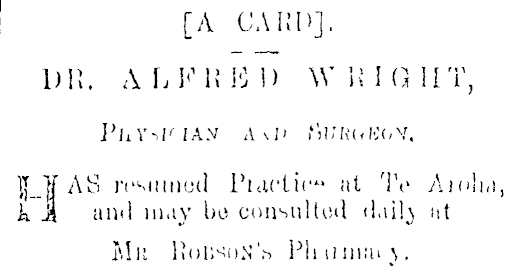 [A CARD].
DR. ALFRED WRIGHT,
PHYSICIAN AND SURGEON,
HAS resumed Practice at Te Aroha,
and may be consulted daily at
MR ROBSON'S Pharmacy.